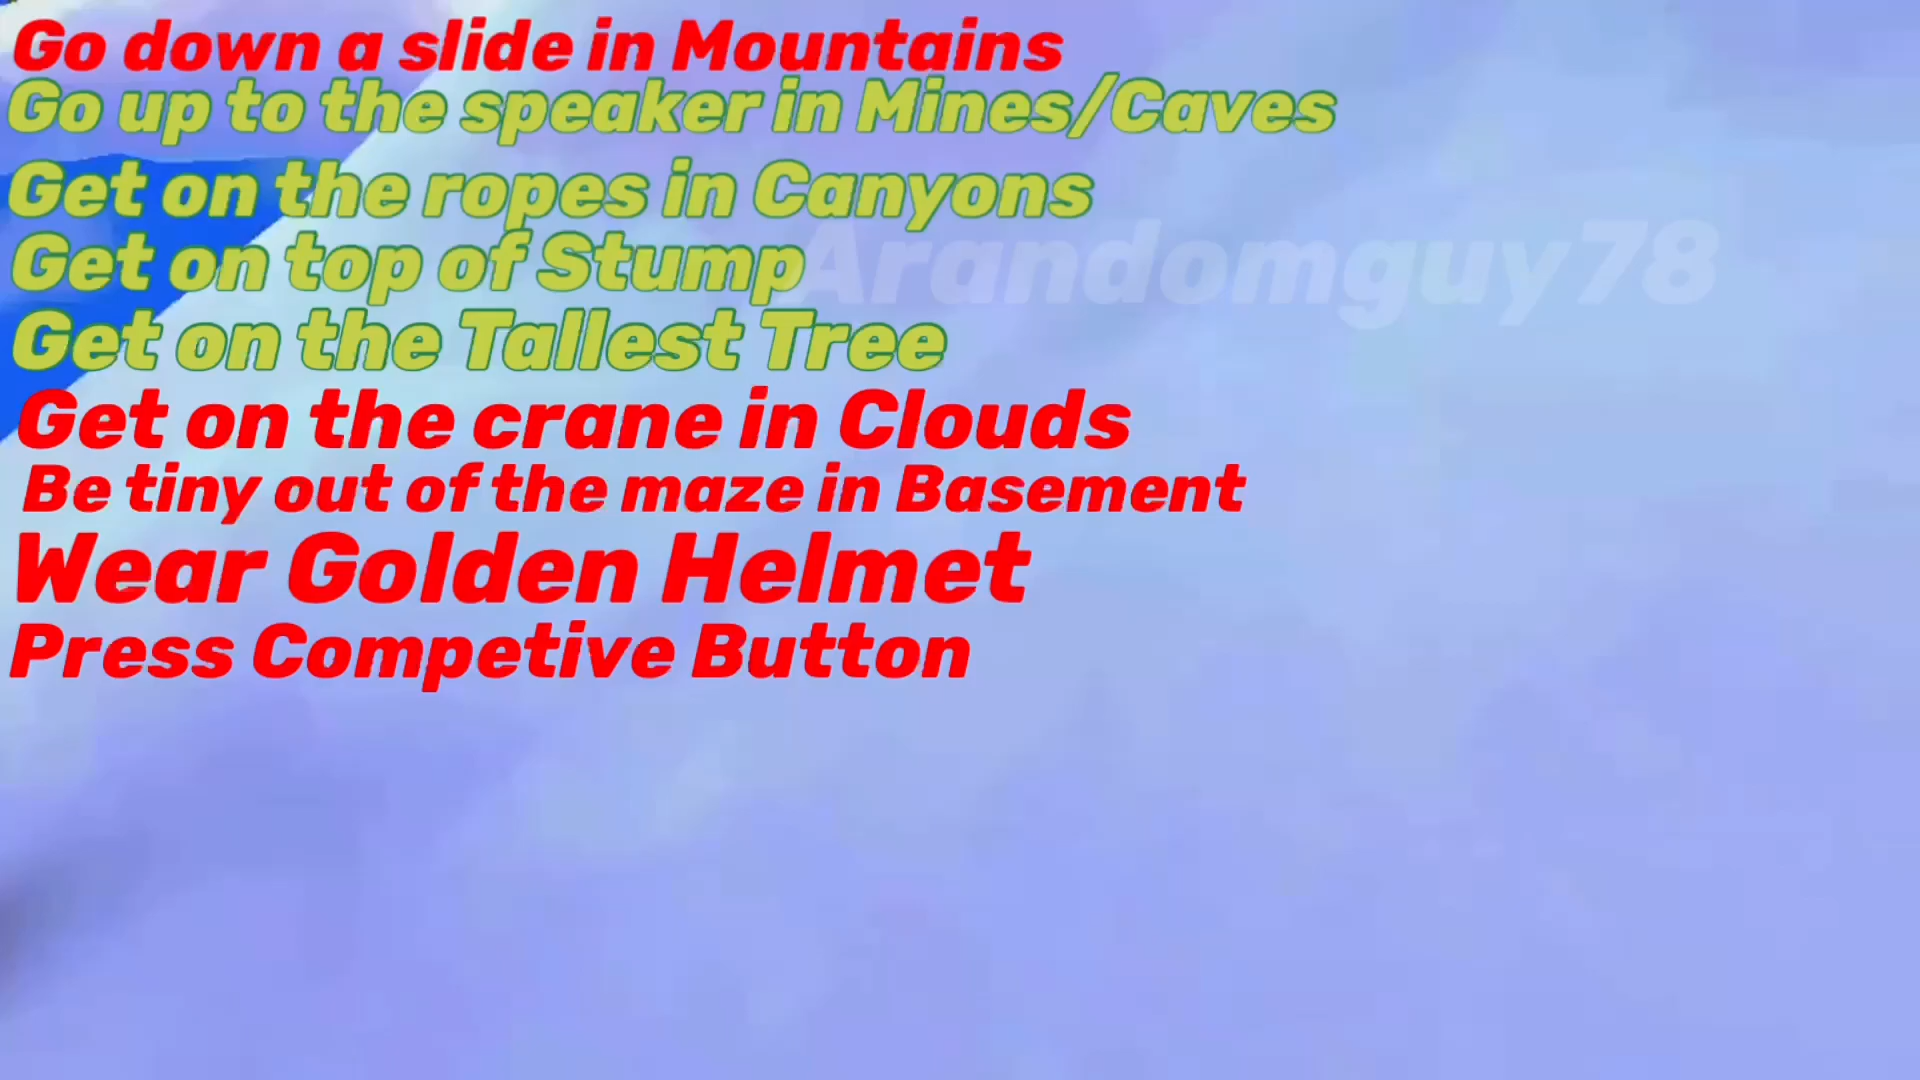 Go down a slide in Mountains
Go up to the speaker in Mines/Caves
Get on the ropes in Canyons
Get on top of Stump
Arandomguy78
Get on the Tallest Tree
Get on the crane in Clouds
Be tiny out of the maze in Basement
Wear Golden Helmet
Press Competive Button